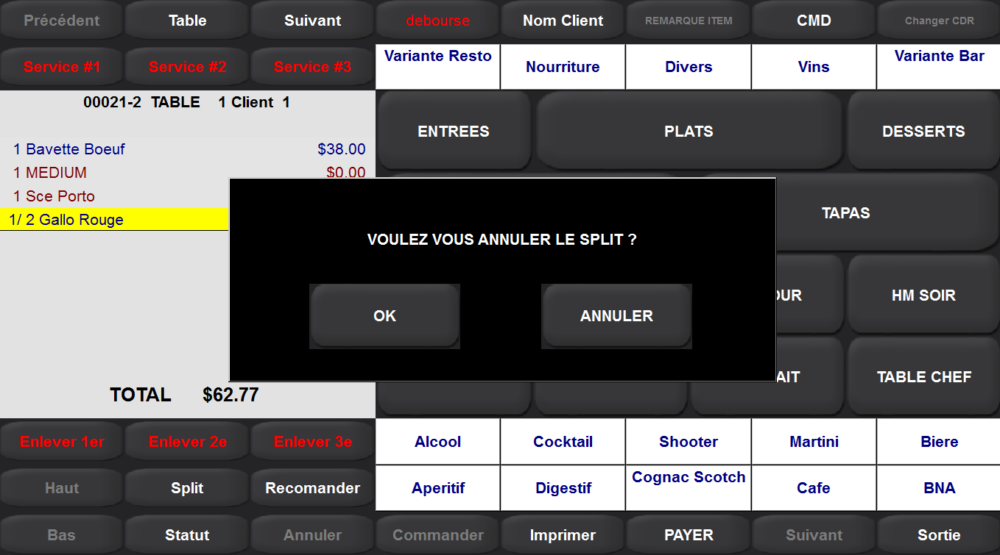 Précédent
Table
Suivant
debourse
Nom Client
REMARQUE ITEM
CMD
Changer CDR
Service #1
Service #2
Service #3
Variante Resto
Nourriture
Divers
Vins
Variante Bar
00021-2 TABLE 1 Client 1
ENTREES
PLATS
DESSERTS
1 Bavette Boeuf $38.00
1 MEDIUM $0.00
1 Sce Porto
1/ 2 Gallo Rouge
TAPAS
VOULEZ VOUS ANNULER LE SPLIT ?
OK
ANNULER
HM SOIR
TABLE CHEF
TOTAL $62.77
Enlever 1er
Enlever 2e
Enlever 3e
Alcool
Cocktail
Shooter
Martini
Biere
Haut
Split
Recomander
Aperitif
Digestif
Cognac Scotch
Cafe
BNA
Bas
Statut
Annuler
Commander
Imprimer
PAYER
Suivant
Sortie